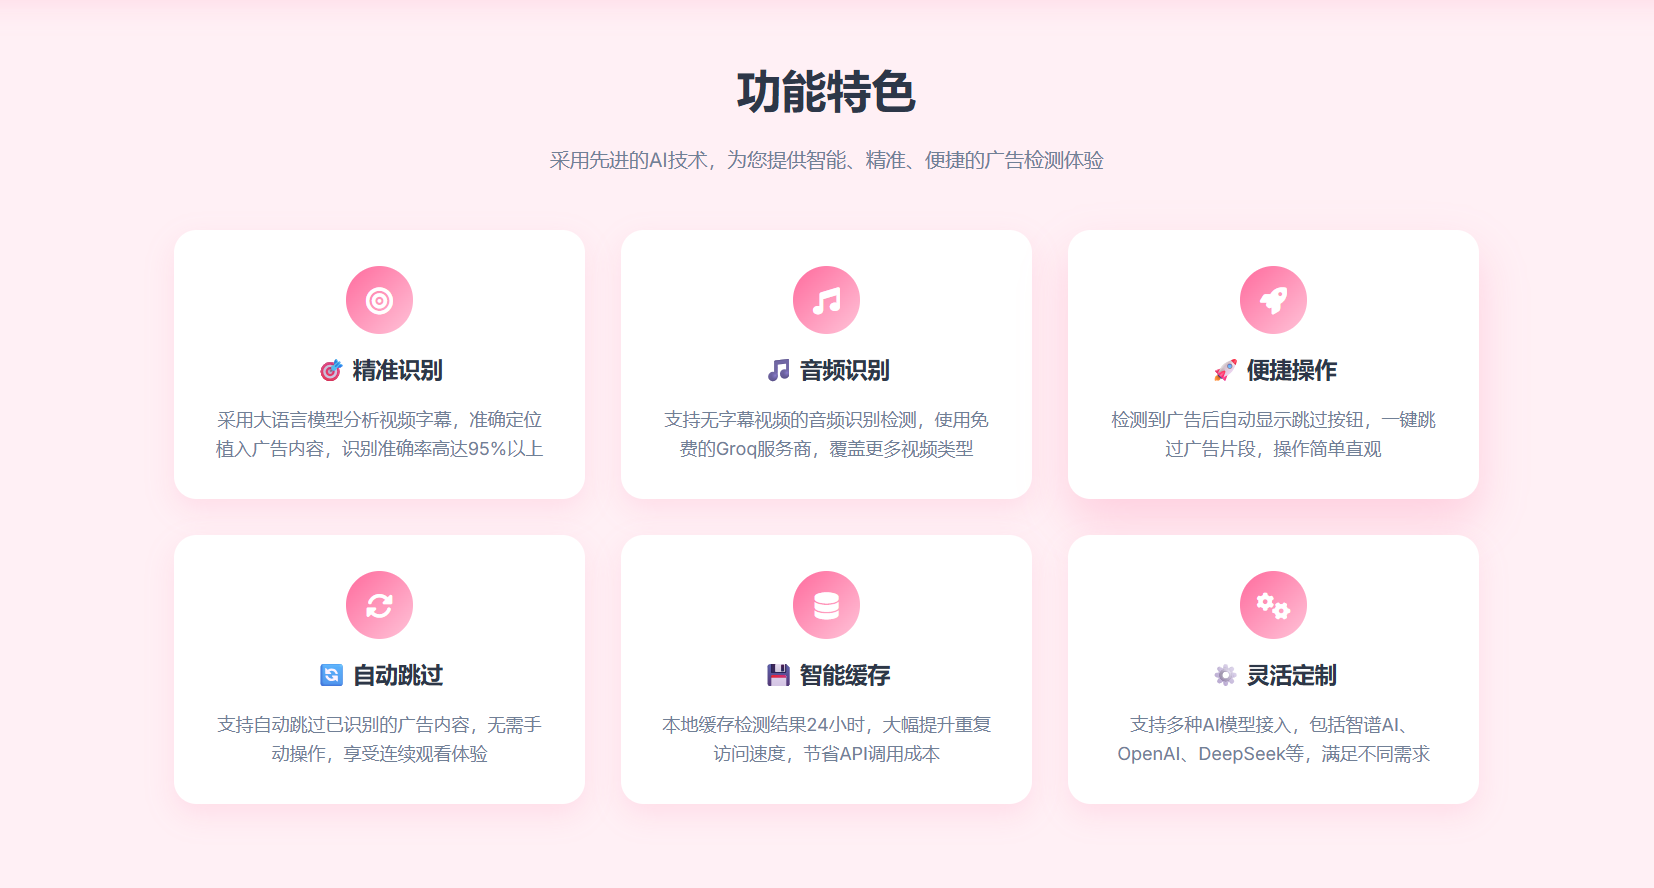 功能特色
采用先进的AI技术，为您提供智能、精准、便捷的广告检测体验
🎯 精准识别
采用大语言模型分析视频字幕，准确定位
植入广告内容，识别准确率高达95%以上
🎵 音频识别
支持无字幕视频的音频识别检测，使用免
费的Groq服务商，覆盖更多视频类型
🚀 便捷操作
检测到广告后自动显示跳过按钮，一键跳
过广告片段，操作简单直观
🔄 自动跳过
支持自动跳过已识别的广告内容，无需手
动操作，享受连续观看体验
💾 智能缓存
本地缓存检测结果24小时，大幅提升重复
访问速度，节省API调用成本
⚙️ 灵活定制
支持多种AI模型接入，包括智谱AI、
OpenAI、DeepSeek等，满足不同需求